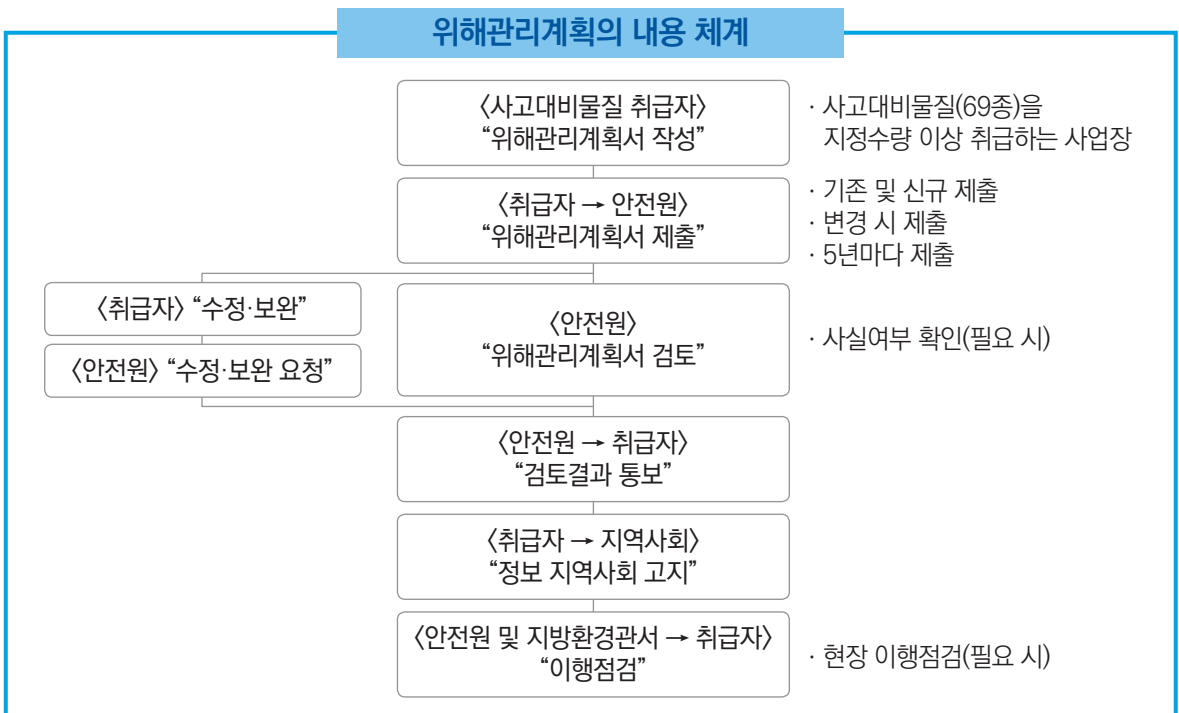 위해관리계획의 내용 체계
〈사고대비물질 취급자〉
“위해관리계획서 작성”
· 사고대비물질(69종)을
지정수량 이상 취급하는 사업장
〈취급자 → 안전원〉
“위해관리계획서 제출”
· 기존 및 신규 제출
· 변경 시 제출
· 5년마다 제출
〈취급자〉 “수정·보완”
〈안전원〉 “수정·보완 요청”
〈안전원〉
“위해관리계획서 검토”
· 사실여부 확인(필요 시)
〈안전원 → 취급자〉
“검토결과 통보”
〈취급자 → 지역사회〉
“정보 지역사회 고지”
〈안전원 및 지방환경관서 → 취급자〉
“이행점검”
· 현장 이행점검(필요 시)